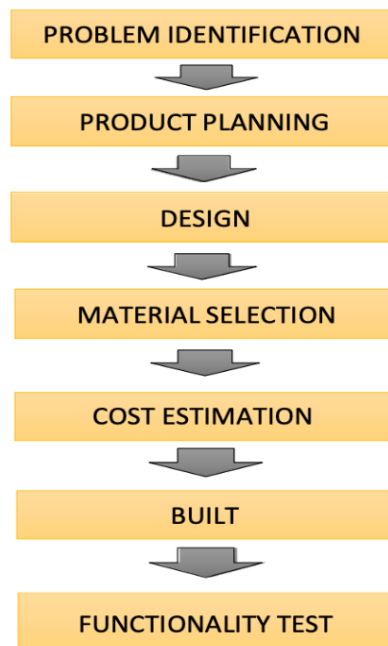 PROBLEM IDENTIFICATION
PRODUCT PLANNING
DESIGN
MATERIAL SELECTION
COST ESTIMATION
BUILT
FUNCTIONALITY TEST